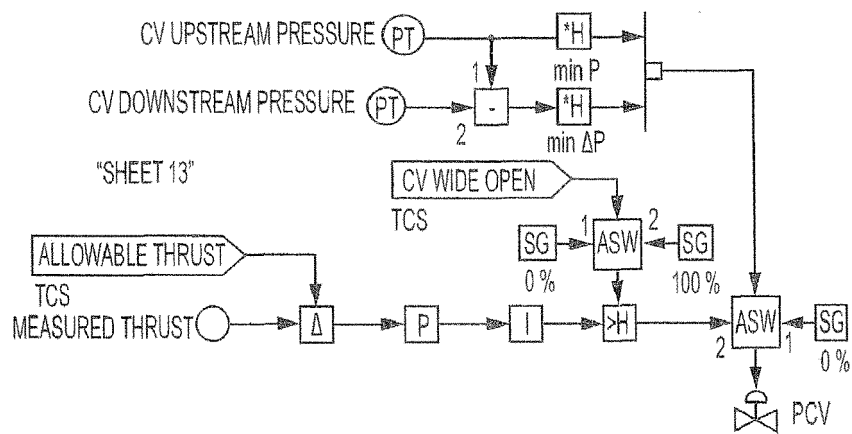 CV UPSTREAM PRESSURE PT *H
min P
1
CV DOWNSTREAM PRESSURE PT - *H
2
min ΔP
"SHEET 13"
CV WIDE OPEN
TCS
1 2
SG ASW SG
0 % 100 %
ALLOWABLE THRUST
TCS
MEASURED THRUST Δ P I >H ASW SG
2 1
0 %
PCV